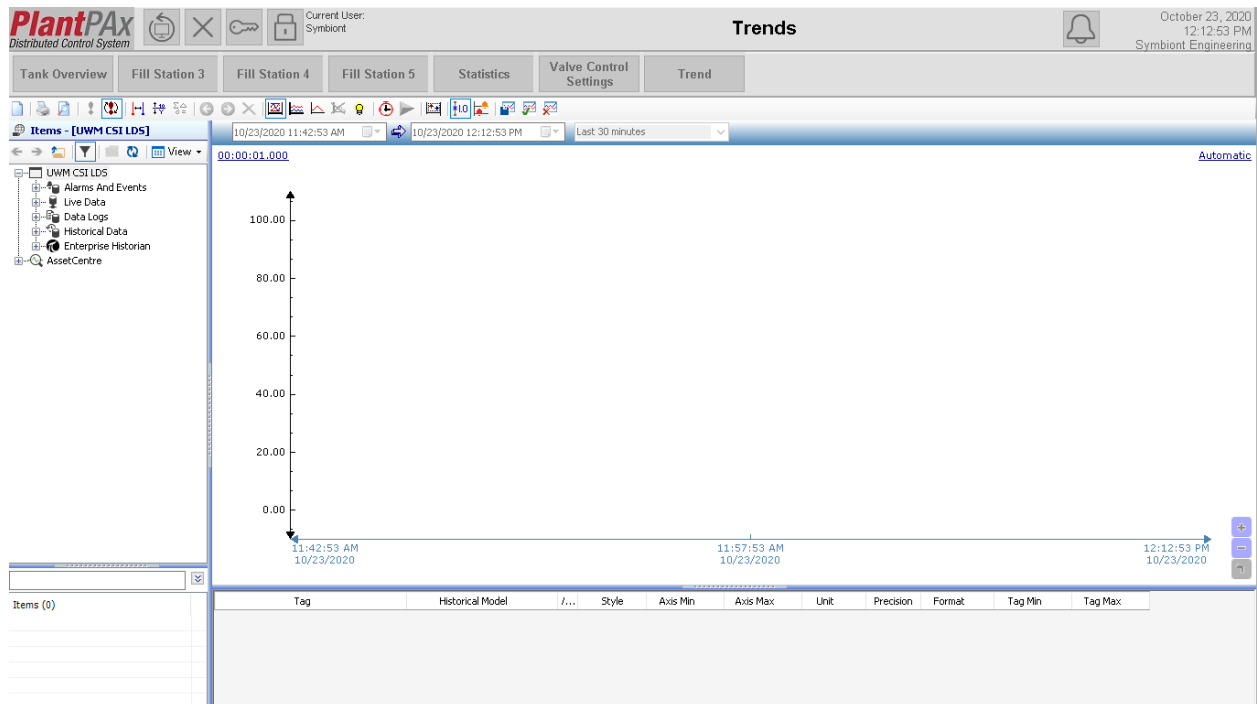 PlantPAx
Distributed Control System
Current User:
Symbiont
Trends
October 23, 2020
12:12:53 PM
Symbiont Engineering
Tank Overview
Fill Station 3
Fill Station 4
Fill Station 5
Statistics
Valve Control
Settings
Trend
Items - [UWM CSI LDS]
10/23/2020 11:42:53 AM
10/23/2020 12:12:53 PM
Last 30 minutes
View
00:00:01.000
Automatic
UWM CSI LDS
Alarms And Events
Live Data
Data Logs
Historical Data
Enterprise Historian
AssetCentre
100.00
80.00
60.00
40.00
20.00
0.00
11:42:53 AM
10/23/2020
11:57:53 AM
10/23/2020
12:12:53 PM
10/23/2020
Items (0)
Tag
Historical Model
/...
Style
Axis Min
Axis Max
Unit
Precision
Format
Tag Min
Tag Max